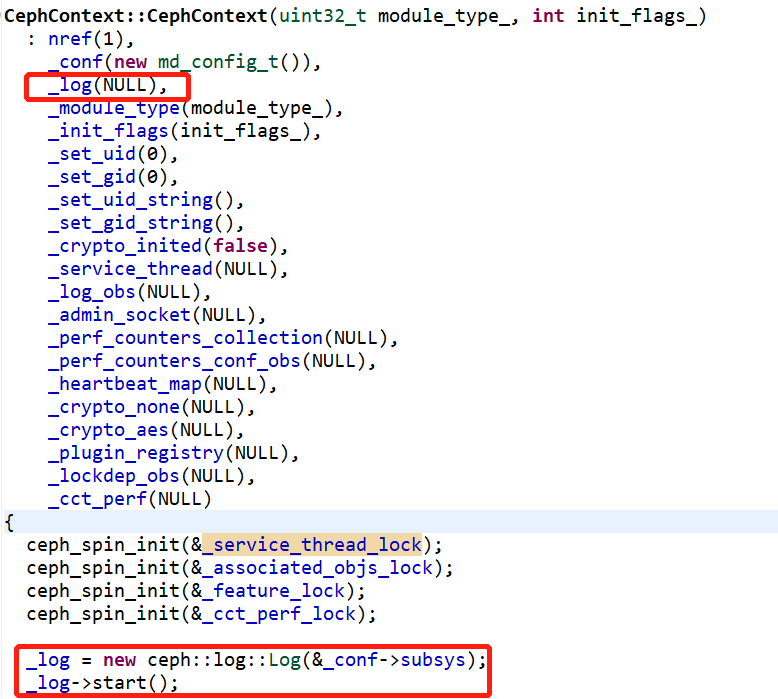 CephContext::CephContext(uint32_t module_type_, int init_flags_)
  : nref(1),
    _conf(new md_config_t()),
    _log(NULL),
    _module_type(module_type_),
    _init_flags(init_flags_),
    _set_uid(0),
    _set_gid(0),
    _set_uid_string(),
    _set_gid_string(),
    _crypto_inited(false),
    _service_thread(NULL),
    _log_obs(NULL),
    _admin_socket(NULL),
    _perf_counters_collection(NULL),
    _perf_counters_conf_obs(NULL),
    _heartbeat_map(NULL),
    _crypto_none(NULL),
    _crypto_aes(NULL),
    _plugin_registry(NULL),
    _lockdep_obs(NULL),
    _cct_perf(NULL)
{
  ceph_spin_init(&_service_thread_lock);
  ceph_spin_init(&_associated_objs_lock);
  ceph_spin_init(&_feature_lock);
  ceph_spin_init(&_cct_perf_lock);

  _log = new ceph::log::Log(&_conf->subsys);
  _log->start();